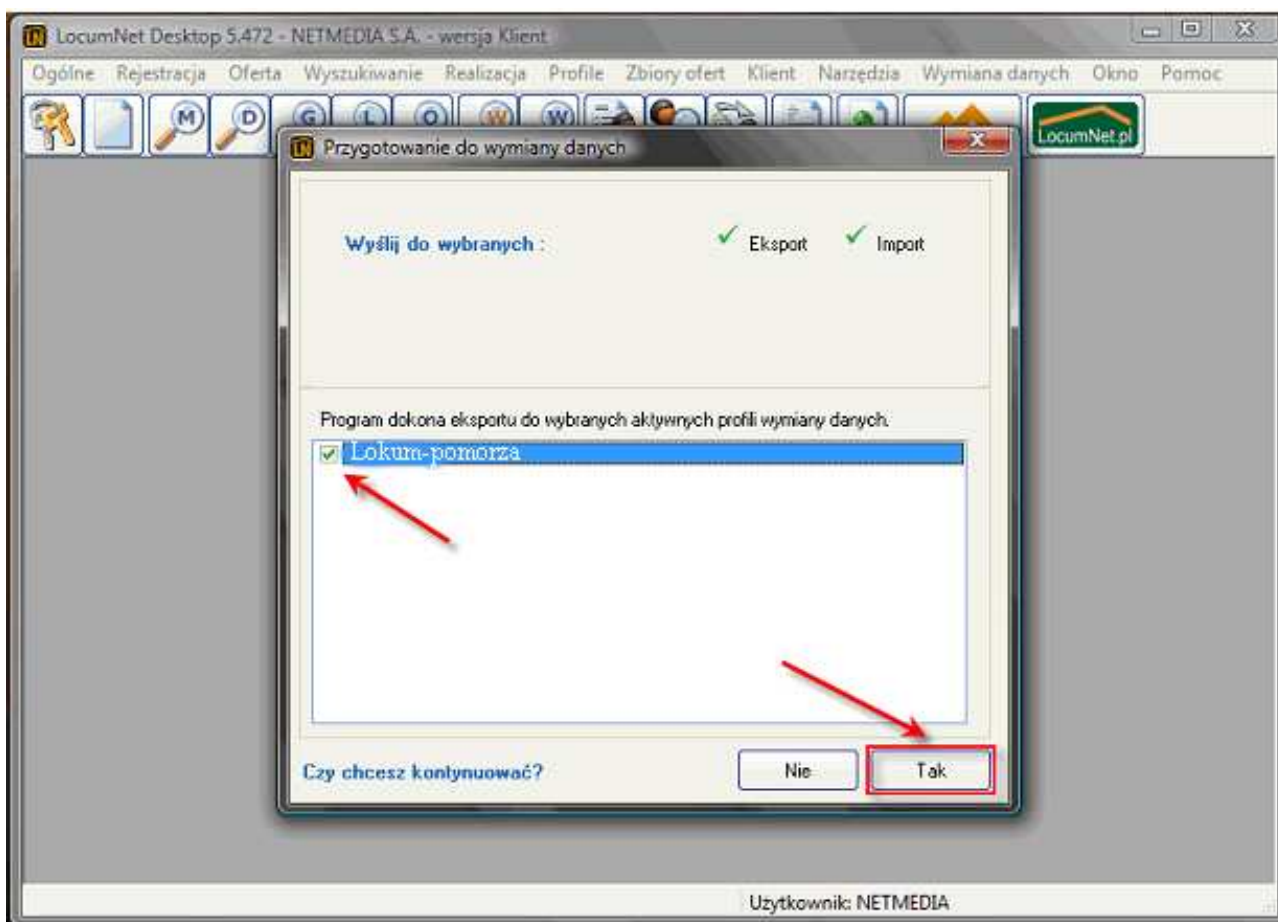 LocumNet Desktop 5.472 - NETMEDIA S.A. - wersja Klient
Ogólne Rejestracja Oferta Wyszukiwanie Realizacja Profile Zbiory ofert Klient Narzędzia Wymiana danych Okno Pomoc
M D G L O W W LocumNet.pl
Przygotowanie do wymiany danych
Wyślij do wybranych : Eksport Import
Program dokona eksportu do wybranych aktywnych profili wymiany danych.
Lokum-pomorza
Czy chcesz kontynuować? Nie Tak
Użytkownik: NETMEDIA